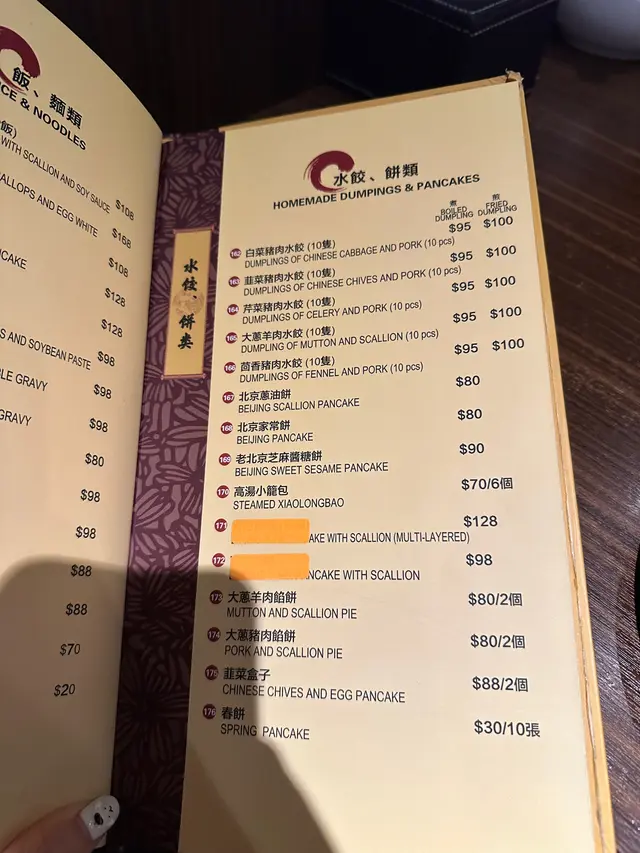 飯、麵類
CE & NOODLES
飯)
WITH SCALLION AND SOY SAUCE $108
ALLOPS AND EGG WHITE $168
$108
NCAKE $128
$128
S AND SOYBEAN PASTE $98
PLE GRAVY $98
GRAVY $98
$80
$98
$98
$88
$88
$70
$20
水餃、餅類
水餃、餅類
HOMEMADE DUMPINGS & PANCAKES
煮 煎
BOILED DUMPLING FRIED DUMPLING
162 白菜豬肉水餃 (10隻) $95 $100
DUMPLINGS OF CHINESE CABBAGE AND PORK (10 pcs)
163 韮菜豬肉水餃 (10隻) $95 $100
DUMPLINGS OF CHINESE CHIVES AND PORK (10 pcs)
164 芹菜豬肉水餃 (10隻) $95 $100
DUMPLINGS OF CELERY AND PORK (10 pcs)
165 大蔥羊肉水餃 (10隻) $95 $100
DUMPLING OF MUTTON AND SCALLION (10 pcs)
166 茴香豬肉水餃 (10隻) $95 $100
DUMPLINGS OF FENNEL AND PORK (10 pcs)
167 北京蔥油餅 $80
BEIJING SCALLION PANCAKE
168 北京家常餅 $80
BEIJING PANCAKE
169 老北京芝麻醬糖餅 $90
BEIJING SWEET SESAME PANCAKE
170 高湯小籠包 $70/6個
STEAMED XIAOLONGBAO
171 $128
AKE WITH SCALLION (MULTI-LAYERED)
172 $98
NCAKE WITH SCALLION
173 大蔥羊肉餡餅 $80/2個
MUTTON AND SCALLION PIE
174 大蔥豬肉餡餅 $80/2個
PORK AND SCALLION PIE
175 韮菜盒子 $88/2個
CHINESE CHIVES AND EGG PANCAKE
176 春餅 $30/10張
SPRING PANCAKE